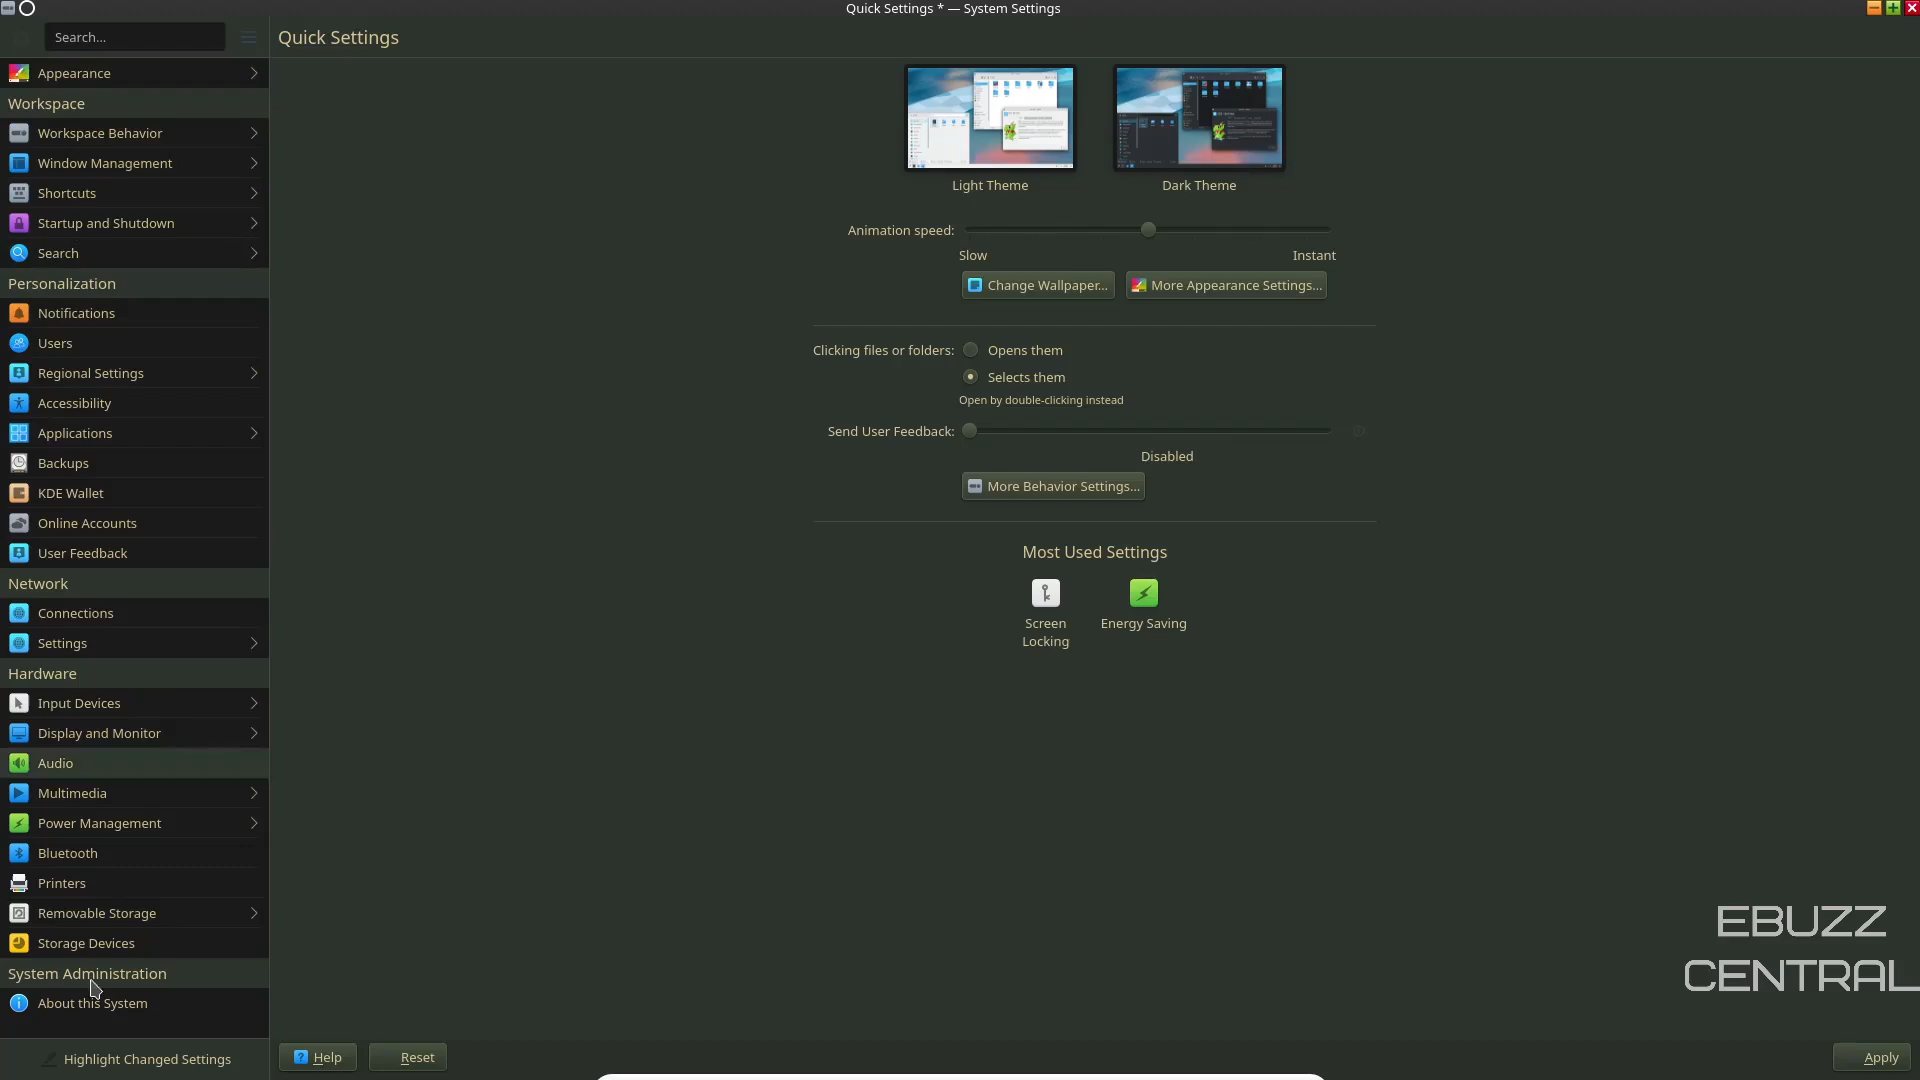 Quick Settings * — System Settings
Search...
Quick Settings
Appearance
Workspace
Workspace Behavior
Window Management
Shortcuts
Startup and Shutdown
Search
Personalization
Notifications
Users
Regional Settings
Accessibility
Applications
Backups
KDE Wallet
Online Accounts
User Feedback
Network
Connections
Settings
Hardware
Input Devices
Display and Monitor
Audio
Multimedia
Power Management
Bluetooth
Printers
Removable Storage
Storage Devices
System Administration
About this System
Highlight Changed Settings
Light Theme
Dark Theme
Animation speed:
Slow
Instant
Change Wallpaper...
More Appearance Settings...
Clicking files or folders:
Opens them
Selects them
Open by double-clicking instead
Send User Feedback:
Disabled
More Behavior Settings...
Most Used Settings
Screen
Locking
Energy Saving
EBUZZ
CENTRAL
Help
Reset
Apply